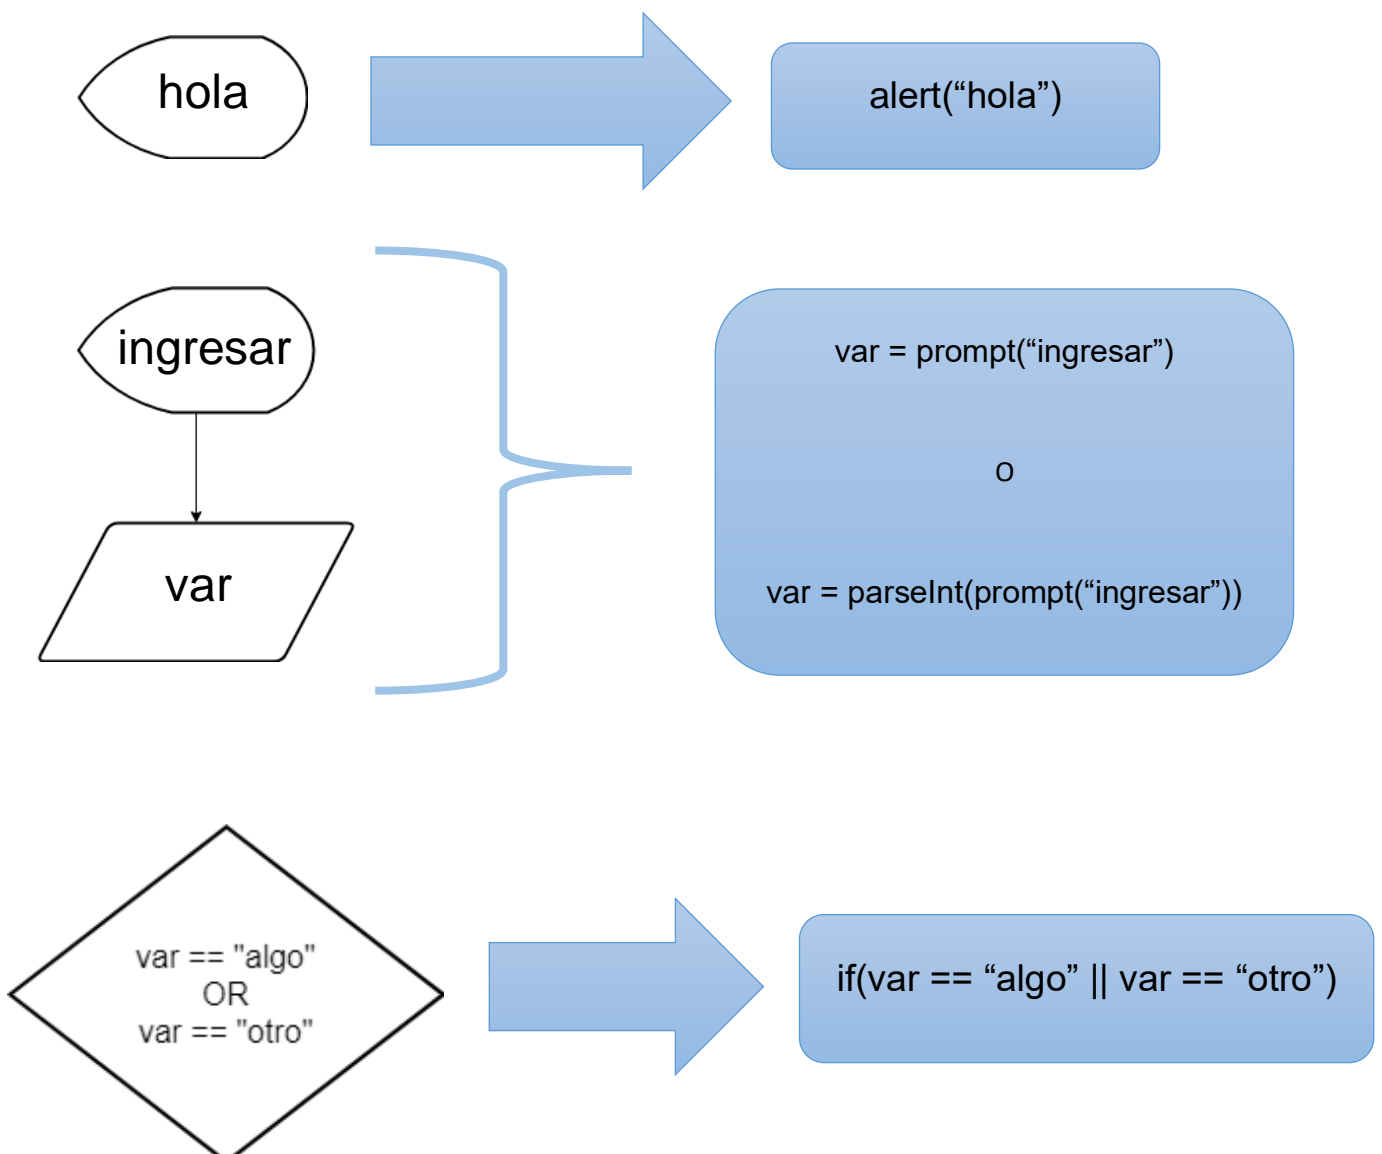 hola
alert(“hola”)
ingresar
var = prompt(“ingresar”)
o
var
var = parseInt(prompt(“ingresar”))
var == "algo"
OR
var == "otro"
if(var == “algo” || var == “otro”)